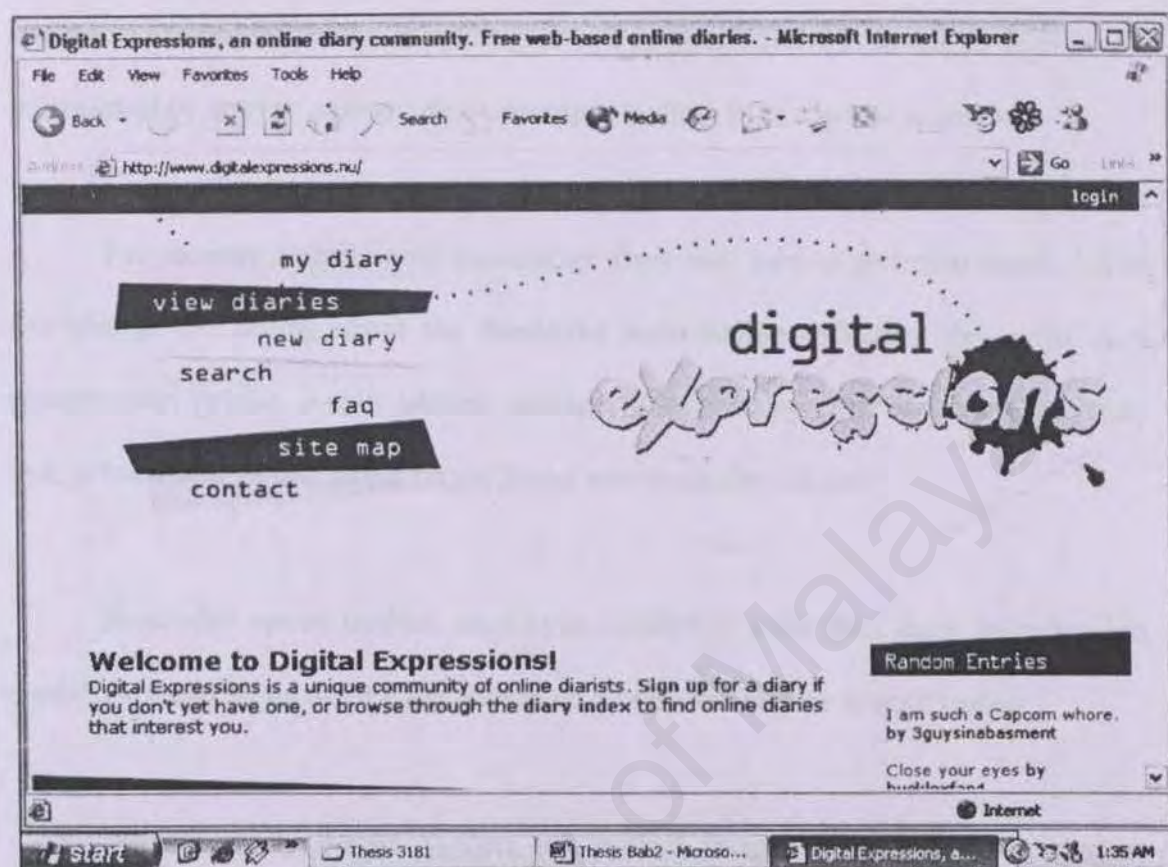 Digital Expressions, an online diary community. Free web-based online diaries. - Microsoft Internet Explorer
File Edit View Favorites Tools Help
Back Search Favorites Media
http://www.digitalexpressions.nu/ Go Links
login
my diary
view diaries
new diary
search
faq
site map
contact
digital
expressions
Welcome to Digital Expressions!
Digital Expressions is a unique community of online diarists. Sign up for a diary if
you don't yet have one, or browse through the diary index to find online diaries
that interest you.
Random Entries
I am such a Capcom whore.
by 3guysinabasment
Close your eyes by
Internet
start Thesis 3181 Thesis Bab2 - Microso... Digital Expressions, a... 1:35 AM
of Malaya